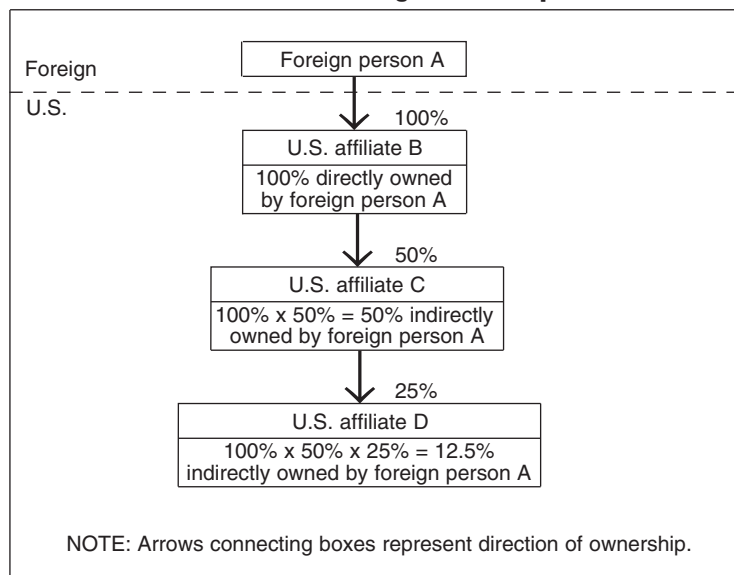 Foreign person A
Foreign
U.S.
100%
U.S. affiliate B
100% directly owned
by foreign person A
50%
U.S. affiliate C
100% x 50% = 50% indirectly
owned by foreign person A
25%
U.S. affiliate D
100% x 50% x 25% = 12.5%
indirectly owned by foreign person A
NOTE: Arrows connecting boxes represent direction of ownership.